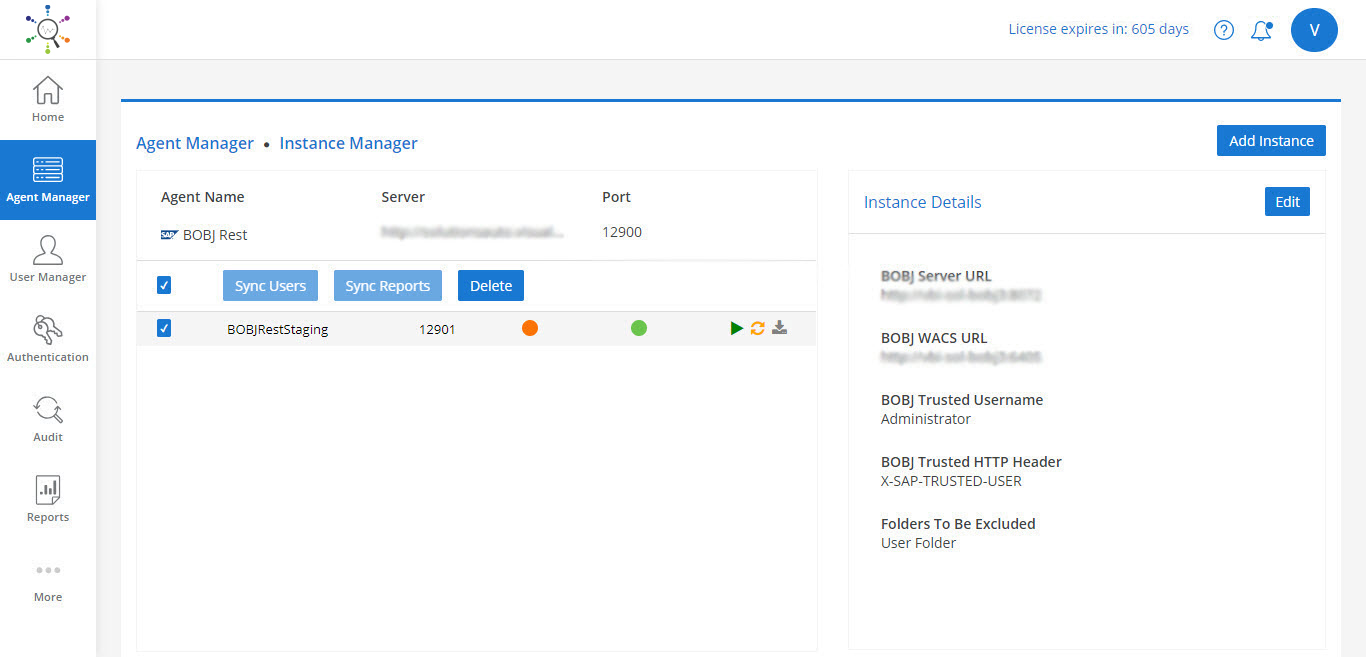 License expires in: 605 days
?
V
Home
Agent Manager
User Manager
Authentication
Audit
Reports
More
Agent Manager • Instance Manager
Add Instance
Agent Name Server Port
SAP BOBJ Rest 12900
Sync Users Sync Reports Delete
BOBJRestStaging 12901
Instance Details
Edit
BOBJ Server URL
BOBJ WACS URL
BOBJ Trusted Username
Administrator
BOBJ Trusted HTTP Header
X-SAP-TRUSTED-USER
Folders To Be Excluded
User Folder